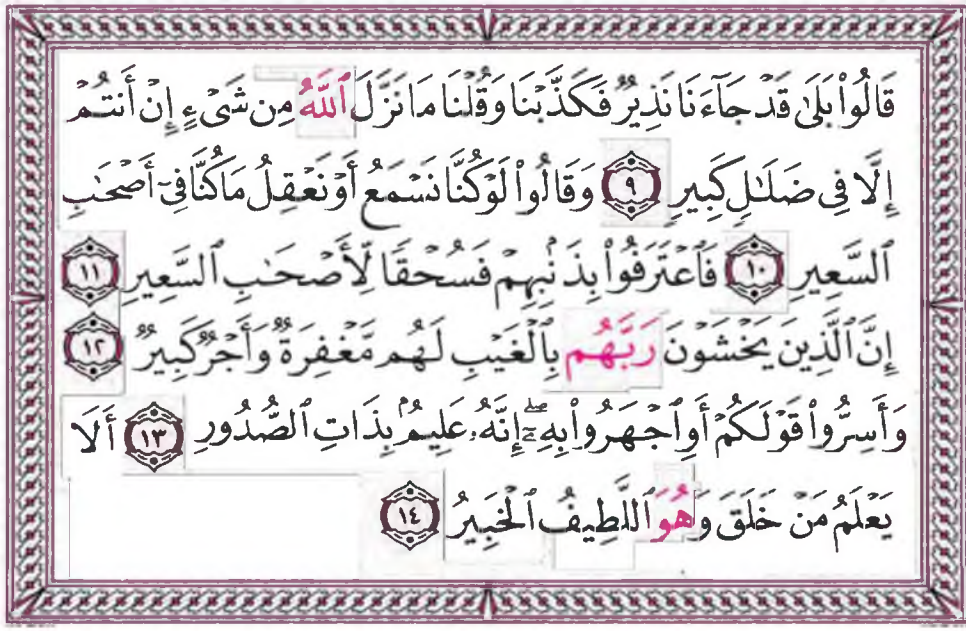 قَالُوا۟ بَلَىٰ قَدْ جَآءَنَا نَذِيرٌ فَكَذَّبْنَا وَقُلْنَا مَا نَزَّلَ ٱللَّهُ مِن شَىْءٍ إِنْ أَنتُمْ
إِلَّا فِى ضَلَـٰلٍ كَبِيرٍ ٩ وَقَالُوا۟ لَوْ كُنَّا نَسْمَعُ أَوْ نَعْقِلُ مَا كُنَّا فِىٓ أَصْحَـٰبِ
ٱلسَّعِيرِ ١٠ فَٱعْتَرَفُوا۟ بِذَنۢبِهِمْ فَسُحْقًا لِّأَصْحَـٰبِ ٱلسَّعِيرِ ١١
إِنَّ ٱلَّذِينَ يَخْشَوْنَ رَبَّهُم بِٱلْغَيْبِ لَهُم مَّغْفِرَةٌ وَأَجْرٌ كَبِيرٌ ١٢
وَأَسِرُّوا۟ قَوْلَكُمْ أَوِ ٱجْهَرُوا۟ بِهِۦٓ ۖ إِنَّهُۥ عَلِيمٌۢ بِذَاتِ ٱلصُّدُورِ ١٣ أَلَا
يَعْلَمُ مَنْ خَلَقَ وَهُوَ ٱللَّطِيفُ ٱلْخَبِيرُ ١٤